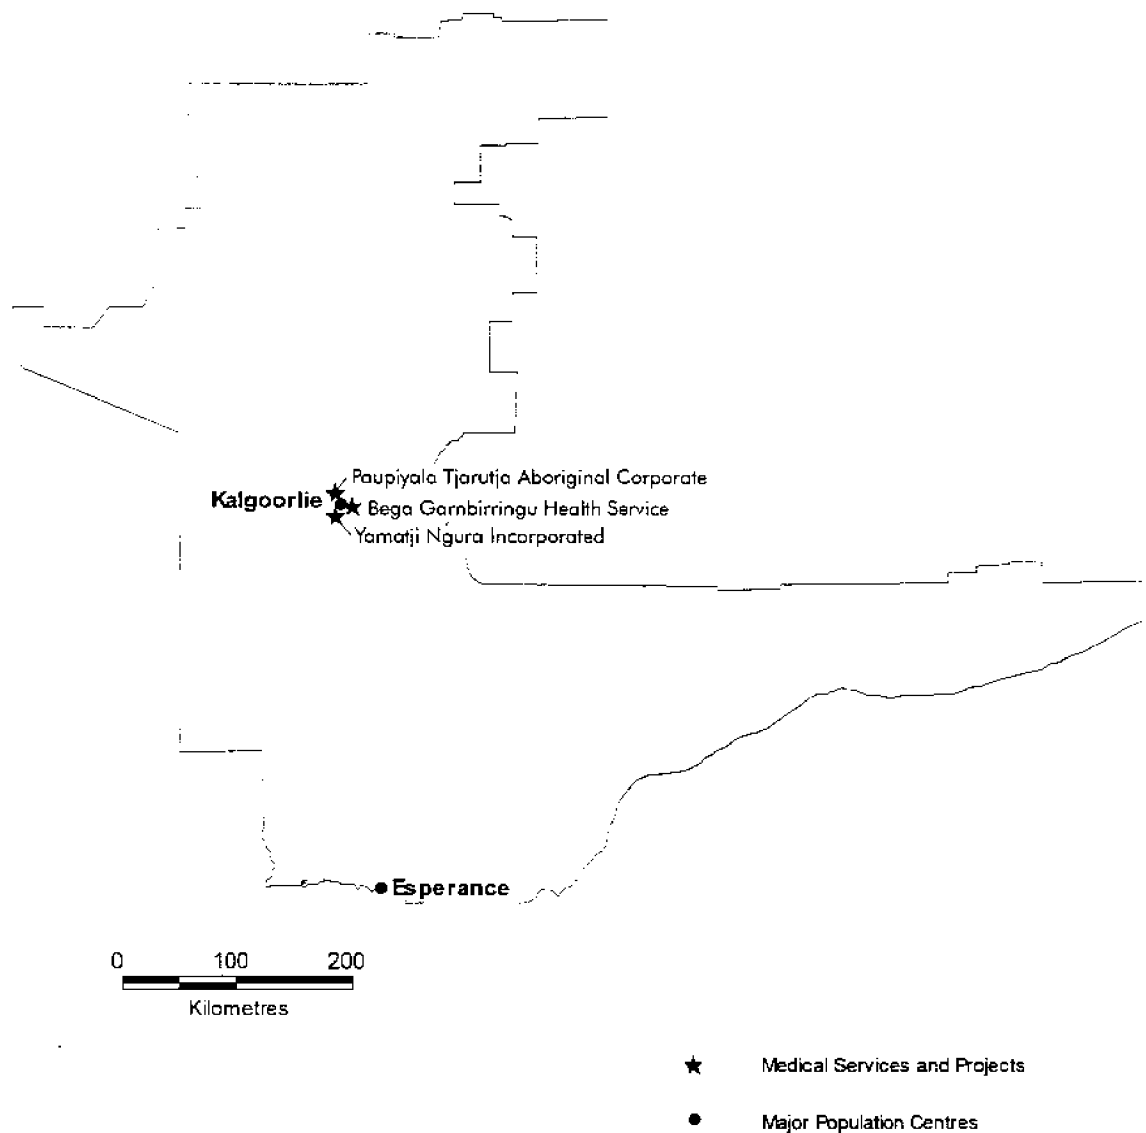 Paupiyala Tjarutja Aboriginal Corporate
Kalgoorlie
Bega Garnbirringu Health Service
Yamatji Ngura Incorporated
Esperance
0 100 200
Kilometres
Medical Services and Projects
Major Population Centres